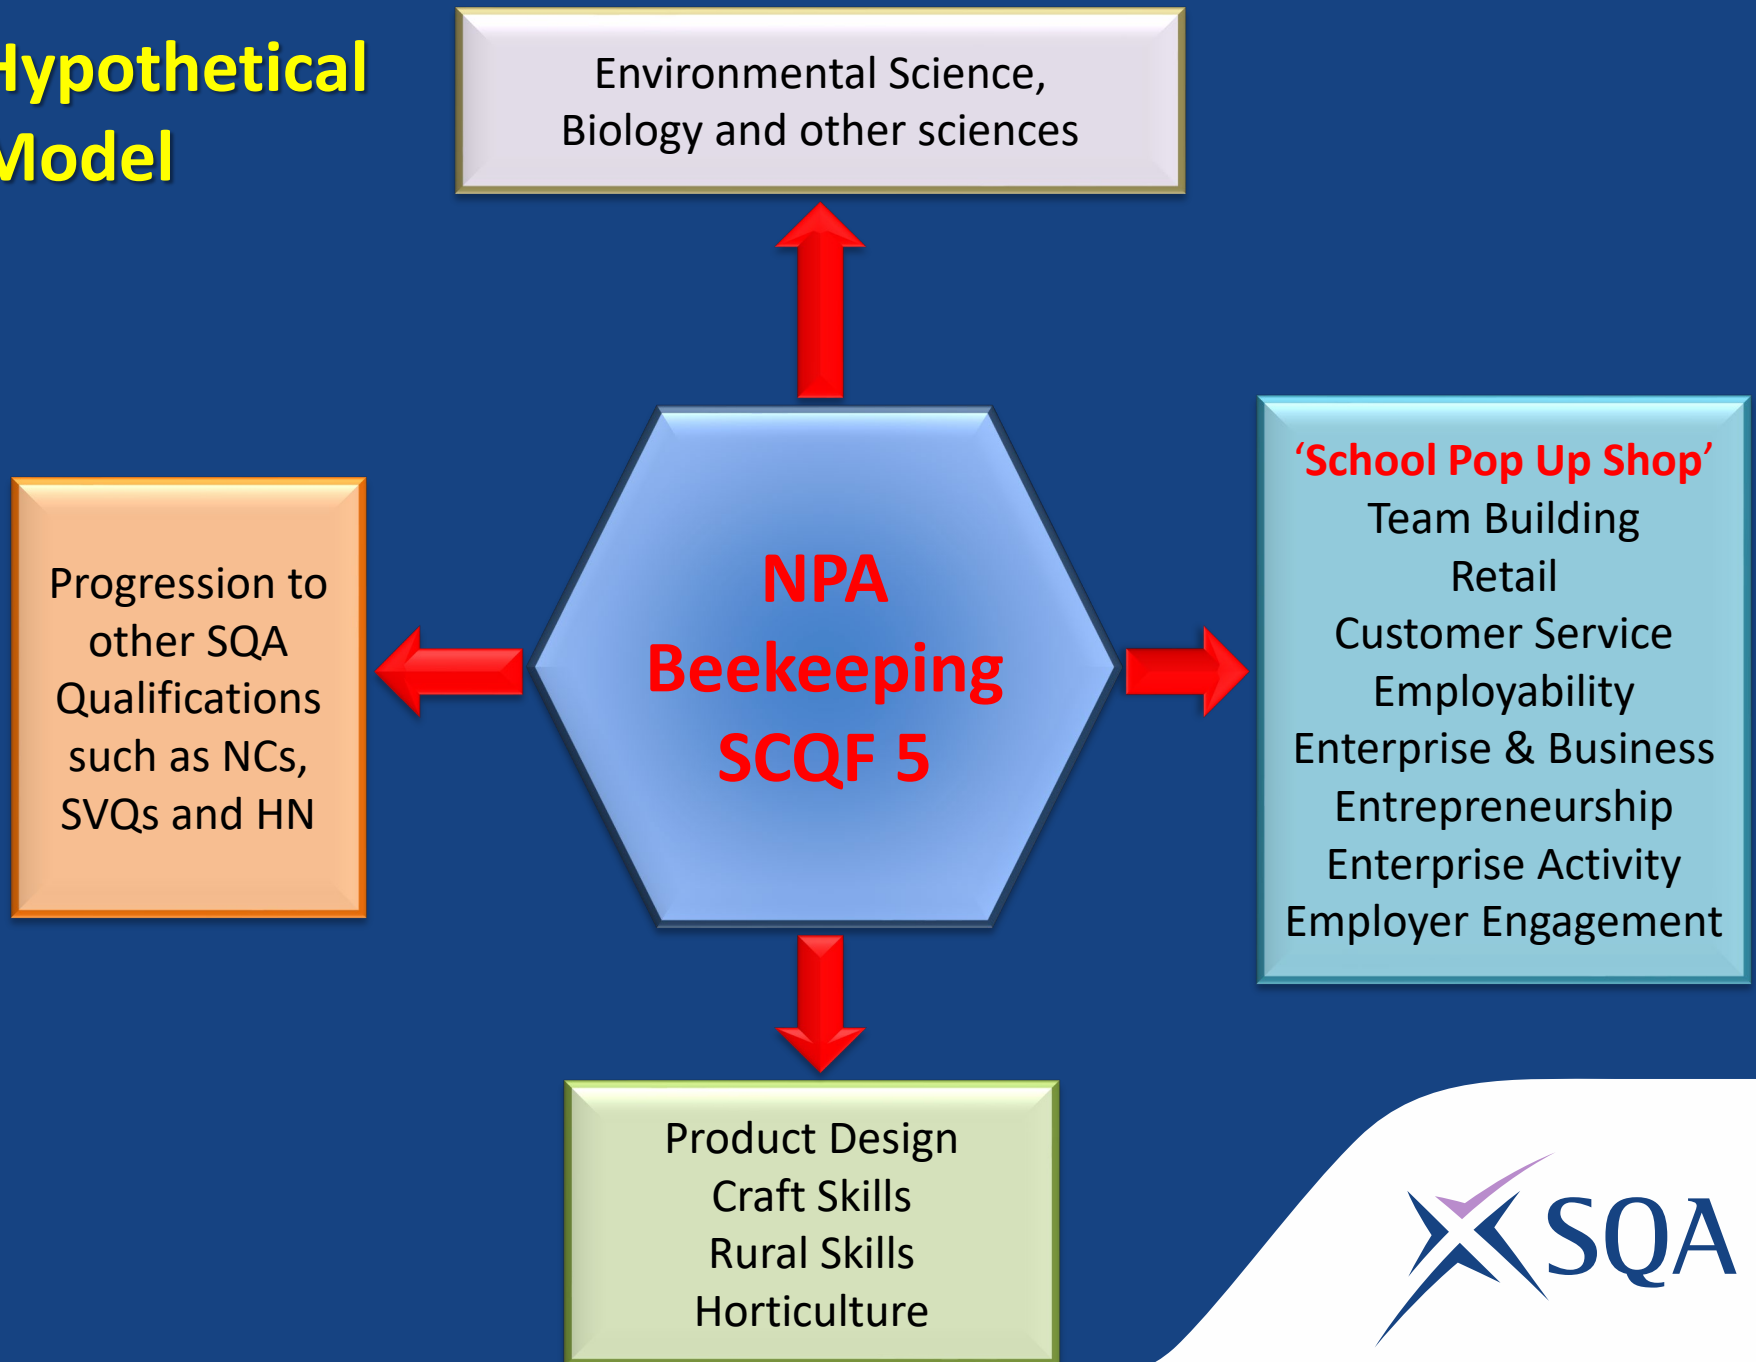 Hypothetical
Model
Environmental Science,
Biology and other sciences
Progression to
other SQA
Qualifications
such as NCs,
SVQs and HN
NPA
Beekeeping
SCQF 5
‘School Pop Up Shop’
Team Building
Retail
Customer Service
Employability
Enterprise & Business
Entrepreneurship
Enterprise Activity
Employer Engagement
Product Design
Craft Skills
Rural Skills
Horticulture
SQA